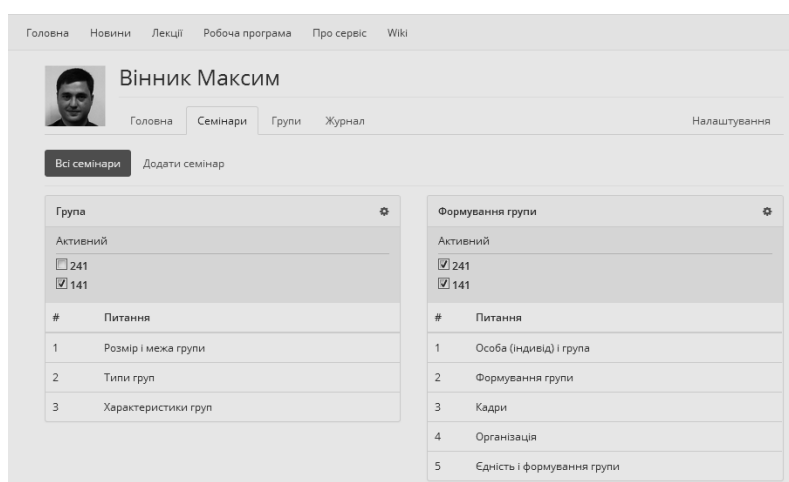 Головна Новини Лекції Робоча програма Про сервіс Wiki
Вінник Максим
Головна Семінари Групи Журнал Налаштування
Всі семінари Додати семінар
Група
Активний
241
141
# Питання
1 Розмір і межа групи
2 Типи груп
3 Характеристики груп
Формування групи
Активний
241
141
# Питання
1 Особа (індивід) і група
2 Формування групи
3 Кадри
4 Організація
5 Єдність і формування групи